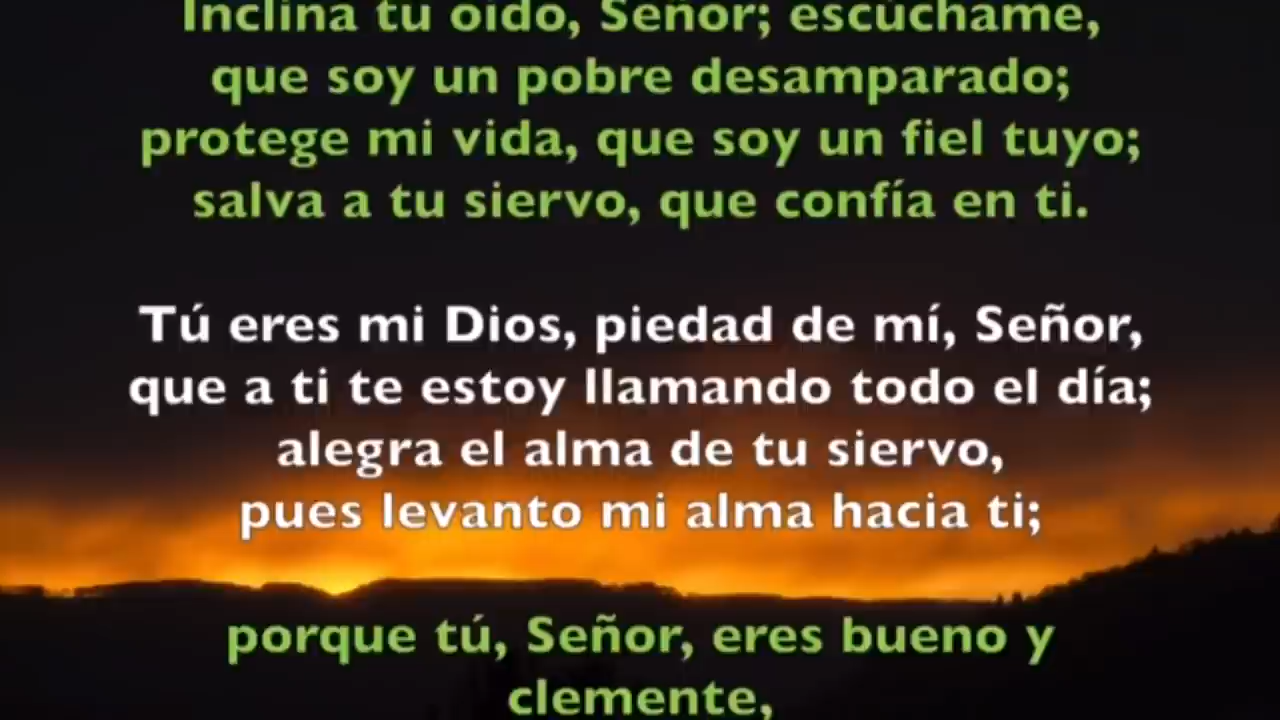 Inclina tu oído, Señor; escúchame,
que soy un pobre desamparado;
protege mi vida, que soy un fiel tuyo;
salva a tu siervo, que confía en ti.
Tú eres mi Dios, piedad de mí, Señor,
que a ti te estoy llamando todo el día;
alegra el alma de tu siervo,
pues levanto mi alma hacia ti;
porque tú, Señor, eres bueno y
clemente,